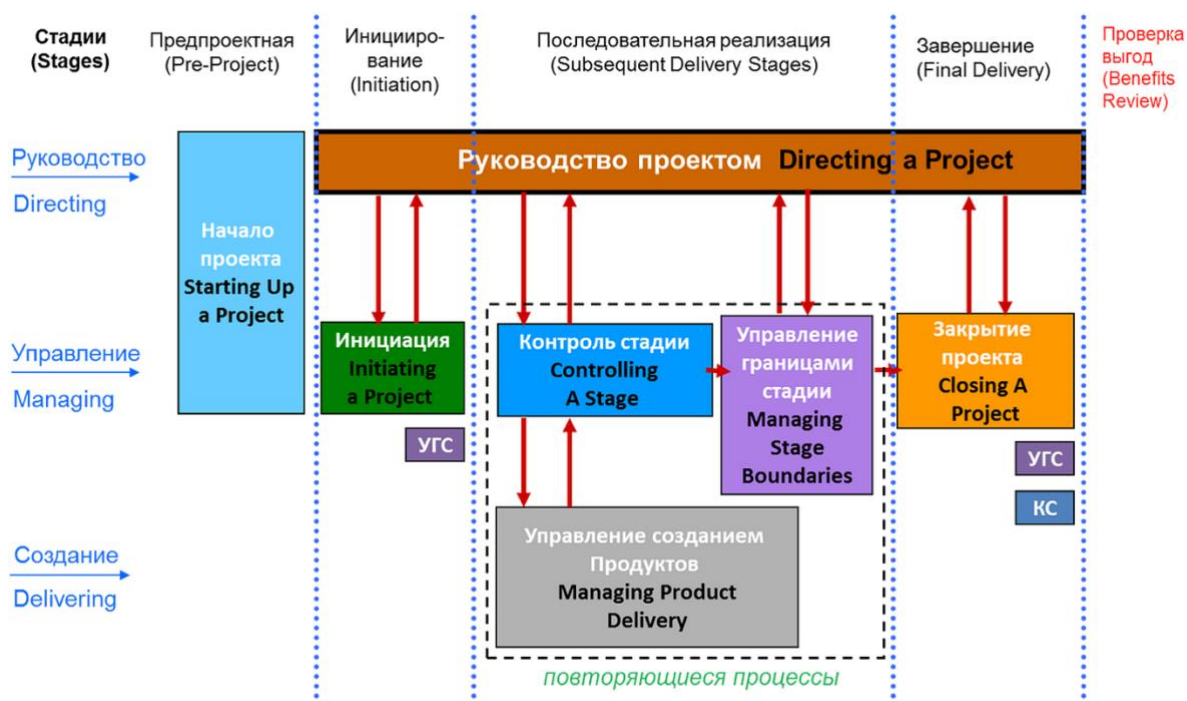 Стадии
(Stages)
Предпроектная
(Pre-Project)
Иницииро-
вание
(Initiation)
Последовательная реализация
(Subsequent Delivery Stages)
Завершение
(Final Delivery)
Проверка
выгод
(Benefits
Review)
Руководство
Directing
Руководство проектом Directing a Project
Начало
проекта
Starting Up
a Project
Управление
Managing
Инициация
Initiating
a Project
УГС
Контроль стадии
Controlling
A Stage
Управление
границами
стадии
Managing
Stage
Boundaries
Закрытие
проекта
Closing A
Project
УГС
КС
Создание
Delivering
Управление созданием
Продуктов
Managing Product
Delivery
повторяющиеся процессы